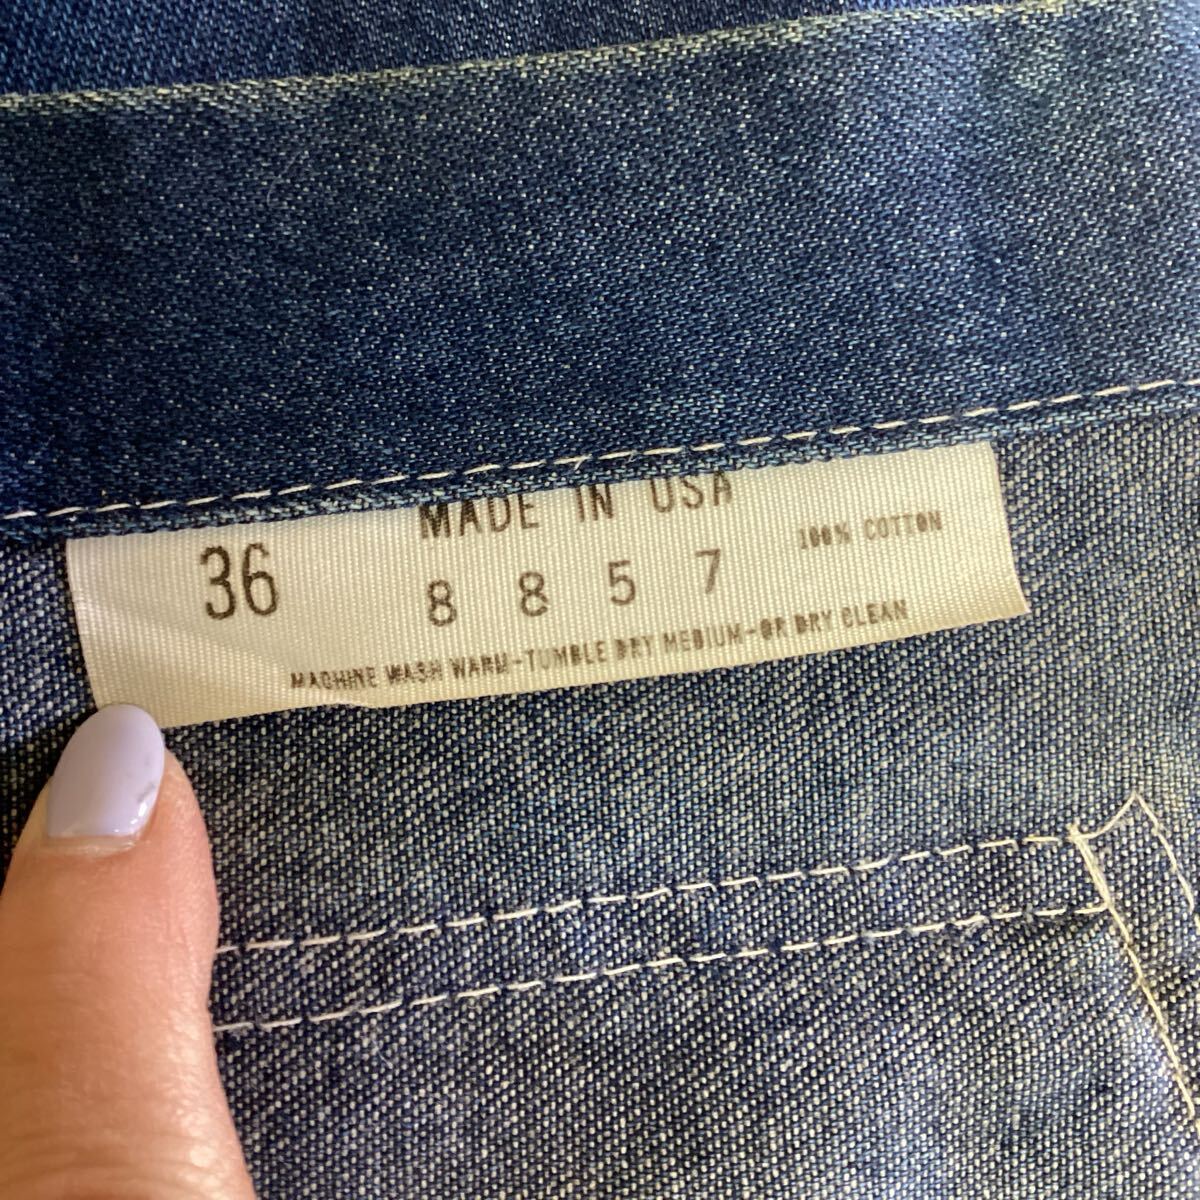 MADE IN USA
36
100% COTTON
8 8 5 7
MACHINE WASH WARM-TUMBLE DRY MEDIUM-OR DRY CLEAN